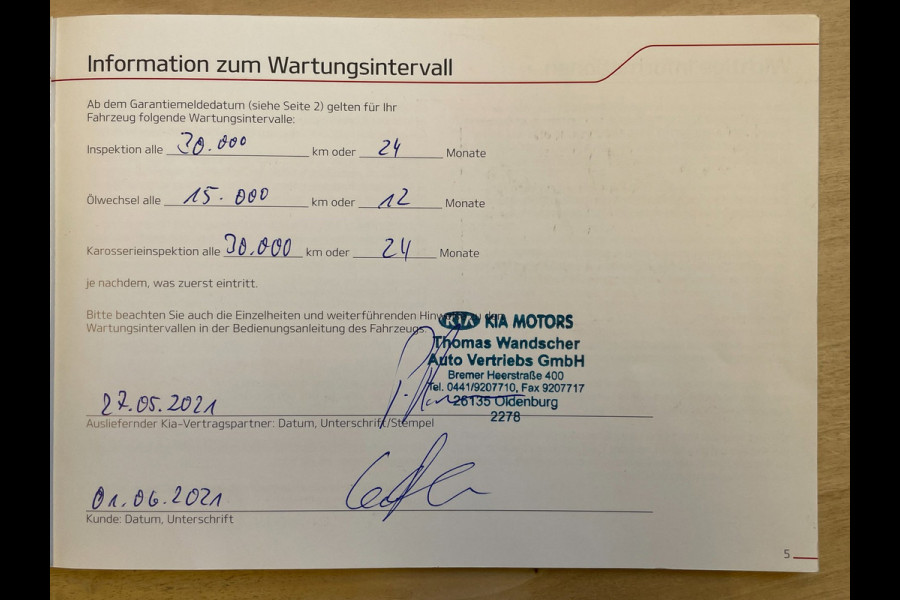 Information zum Wartungsintervall
Ab dem Garantiemeldedatum (siehe Seite 2) gelten für Ihr
Fahrzeug folgende Wartungsintervalle:
Inspektion alle 30.000 km oder 24 Monate
Ölwechsel alle 15.000 km oder 12 Monate
Karosserieinspektion alle 30.000 km oder 24 Monate
je nachdem, was zuerst eintritt.
Bitte beachten Sie auch die Einzelheiten und weiterführenden Hinweise zu den
Wartungsintervallen in der Bedienungsanleitung des Fahrzeugs.
KIA KIA MOTORS
Thomas Wandscher
Auto Vertriebs GmbH
Bremer Heerstraße 400
Tel. 0441/9207710, Fax 9207717
26135 Oldenburg
2278
27.05.2021
Ausliefernder Kia-Vertragspartner: Datum, Unterschrift/Stempel
01.06.2021
Kunde: Datum, Unterschrift
5